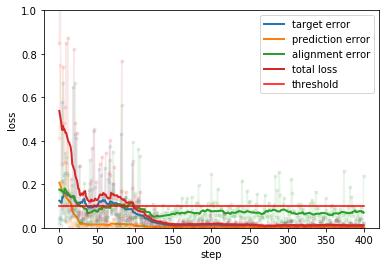 1.0
0.8
0.6
0.4
0.2
0.0
loss
target error
prediction error
alignment error
total loss
threshold
0 50 100 150 200 250 300 350 400
step